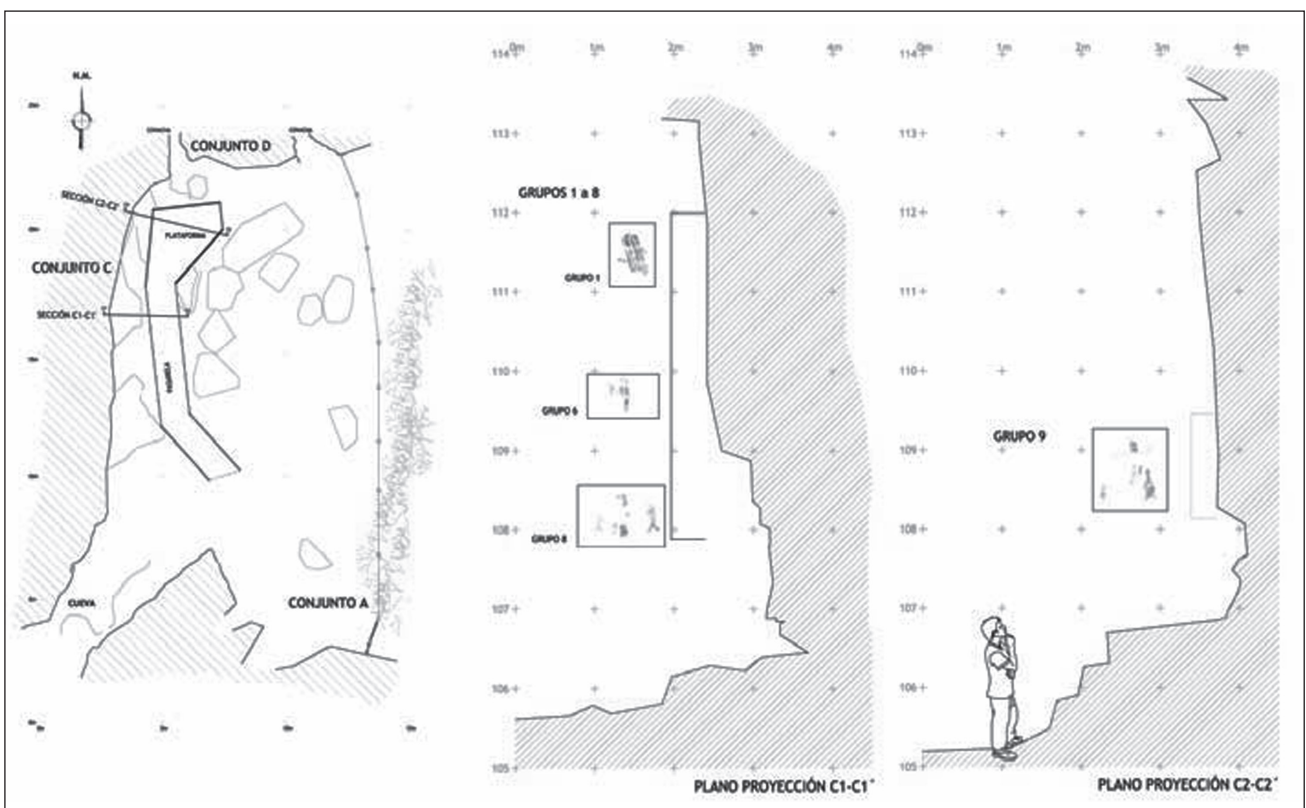 N.M.
CONJUNTO D
SECCIÓN C2-C2'
PLATAFORMA
CONJUNTO C
SECCIÓN C1-C1'
PASARELA
CUEVA
CONJUNTO A
0m 1m 2m 3m 4m
114
113
GRUPOS 1 a 8
112
GRUPO 1
111
110
GRUPO 6
109
108
GRUPO 8
107
106
105
PLANO PROYECCIÓN C1-C1'
0m 1m 2m 3m 4m
114
113
112
111
110
GRUPO 9
109
108
107
106
105
PLANO PROYECCIÓN C2-C2'